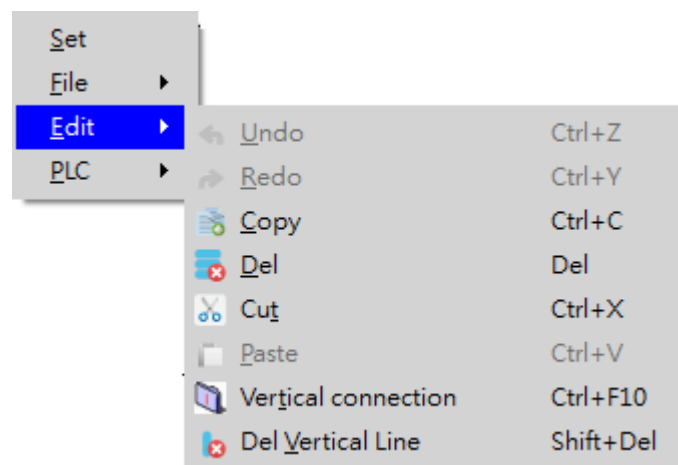 Set
File
Edit
PLC
Undo Ctrl+Z
Redo Ctrl+Y
Copy Ctrl+C
Del Del
Cut Ctrl+X
Paste Ctrl+V
Vertical connection Ctrl+F10
Del Vertical Line Shift+Del